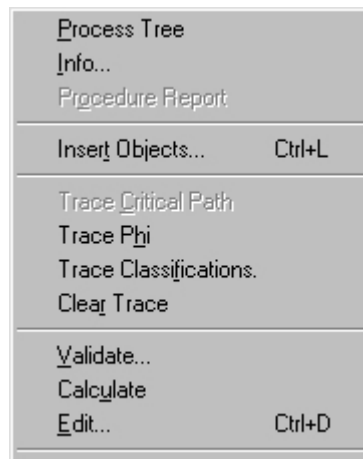 Process Tree
Info...
Procedure Report
Insert Objects... Ctrl+L
Trace Critical Path
Trace Phi
Trace Classifications.
Clear Trace
Validate...
Calculate
Edit... Ctrl+D